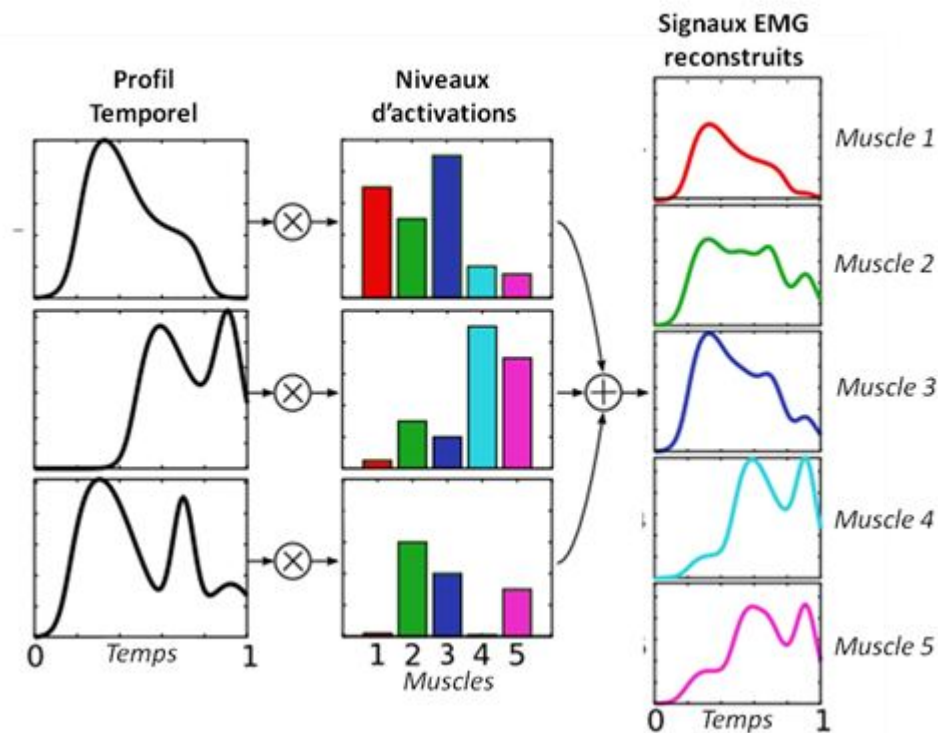 Signaux EMG
reconstruits
Profil
Temporel
Niveaux
d'activations
Muscle 1
Muscle 2
Muscle 3
Muscle 4
Muscle 5
0 Temps 1
1 2 3 4 5
Muscles
0 Temps 1